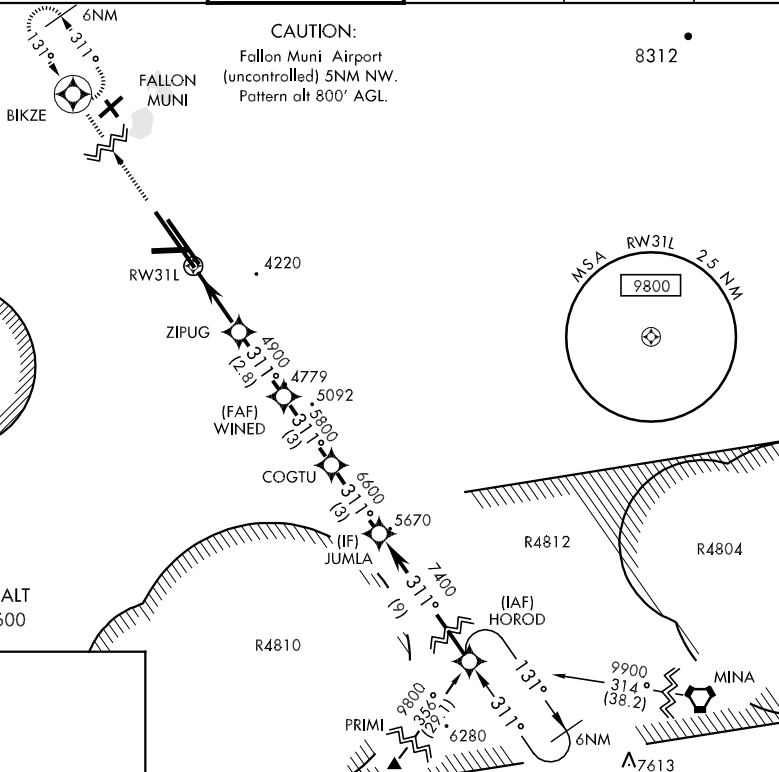 6NM
131°
311°
BIKZE
FALLON
MUNI
CAUTION:
Fallon Muni Airport
(uncontrolled) 5NM NW.
Pattern alt 800' AGL.
8312
RW31L
4220
MSA RW31L 25 NM
9800
ZIPUG
4900
311°
(2.8)
4779
5092
(FAF)
WINED
5800
311°
(3)
COGTU
6600
311°
(3)
5670
(IF)
JUMLA
R4812
R4804
7400
311°
(9)
ALT
R4810
(IAF)
HOROD
131°
311°
6NM
9900
314°
(38.2)
MINA
PRIMI
9800
356°
(29.1)
6280
7613